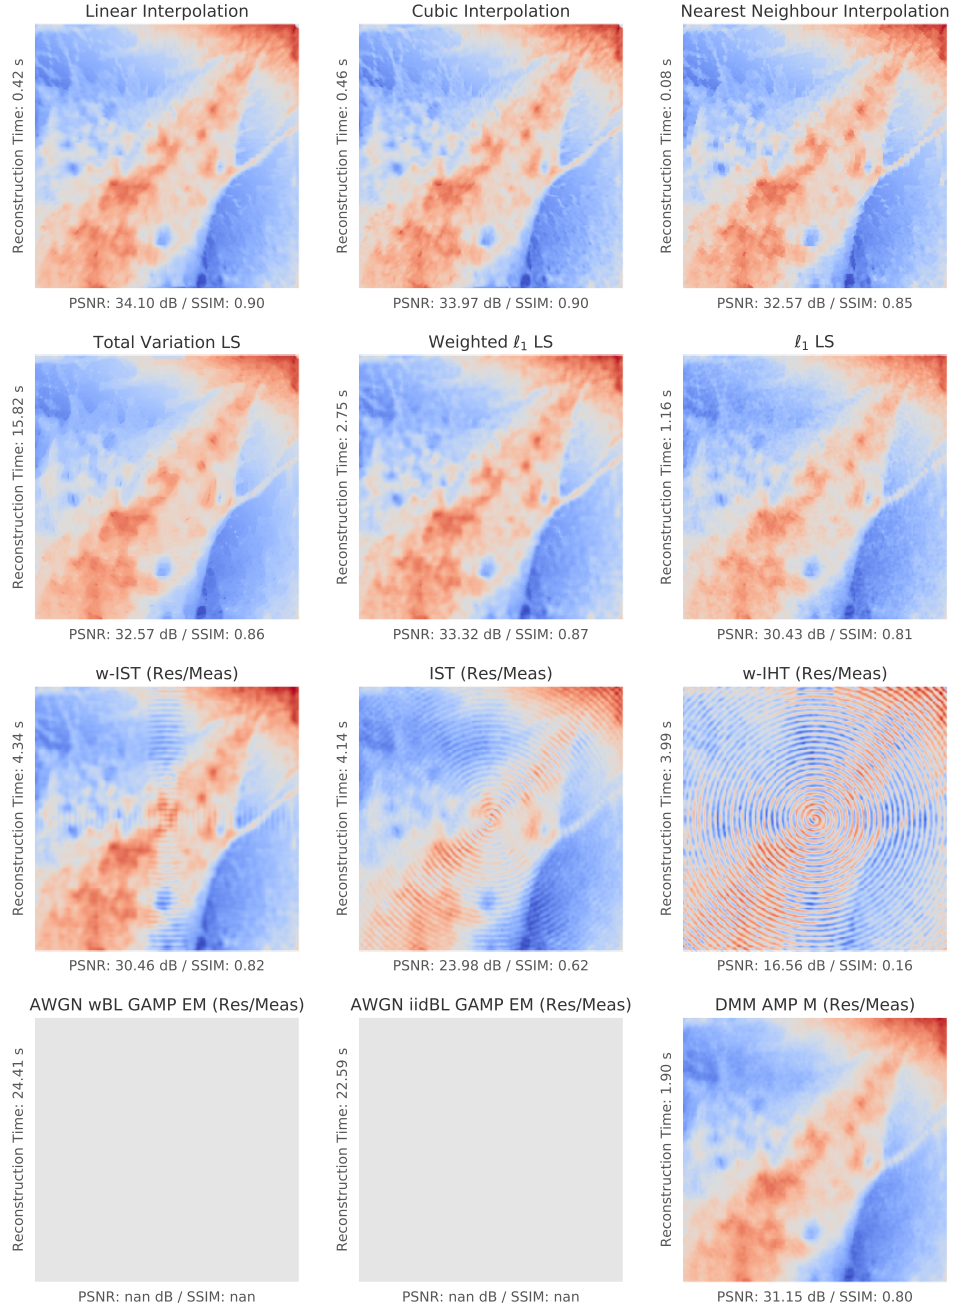 Linear Interpolation
Cubic Interpolation
Nearest Neighbour Interpolation
Reconstruction Time: 0.42 s
Reconstruction Time: 0.46 s
Reconstruction Time: 0.08 s
PSNR: 34.10 dB / SSIM: 0.90
PSNR: 33.97 dB / SSIM: 0.90
PSNR: 32.57 dB / SSIM: 0.85
Total Variation LS
Weighted ℓ₁ LS
ℓ₁ LS
Reconstruction Time: 15.82 s
Reconstruction Time: 2.75 s
Reconstruction Time: 1.16 s
PSNR: 32.57 dB / SSIM: 0.86
PSNR: 33.32 dB / SSIM: 0.87
PSNR: 30.43 dB / SSIM: 0.81
w-IST (Res/Meas)
IST (Res/Meas)
w-IHT (Res/Meas)
Reconstruction Time: 4.34 s
Reconstruction Time: 4.14 s
Reconstruction Time: 3.99 s
PSNR: 30.46 dB / SSIM: 0.82
PSNR: 23.98 dB / SSIM: 0.62
PSNR: 16.56 dB / SSIM: 0.16
AWGN wBL GAMP EM (Res/Meas)
AWGN iidBL GAMP EM (Res/Meas)
DMM AMP M (Res/Meas)
Reconstruction Time: 24.41 s
Reconstruction Time: 22.59 s
Reconstruction Time: 1.90 s
PSNR: nan dB / SSIM: nan
PSNR: nan dB / SSIM: nan
PSNR: 31.15 dB / SSIM: 0.80